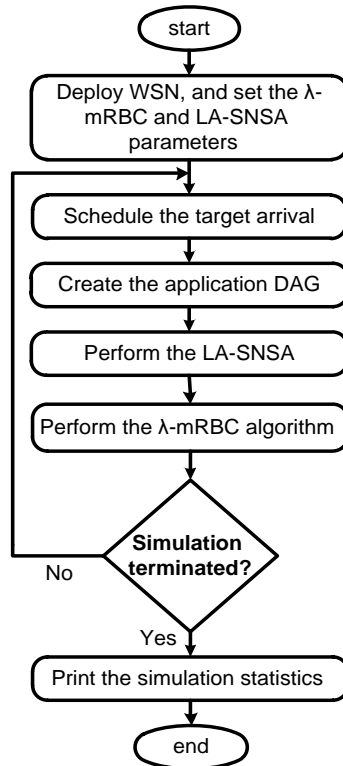 start
Deploy WSN, and set the λ-
mRBC and LA-SNSA
parameters
Schedule the target arrival
Create the application DAG
Perform the LA-SNSA
Perform the λ-mRBC algorithm
Simulation
terminated?
No
Yes
Print the simulation statistics
end